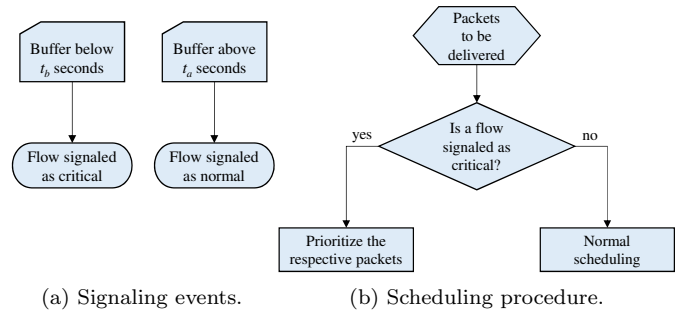 Buffer below
t_b seconds
Flow signaled
as critical
Buffer above
t_a seconds
Flow signaled
as normal
(a) Signaling events.
Packets
to be
delivered
Is a flow
signaled as
critical?
yes
no
Prioritize the
respective packets
Normal
scheduling
(b) Scheduling procedure.